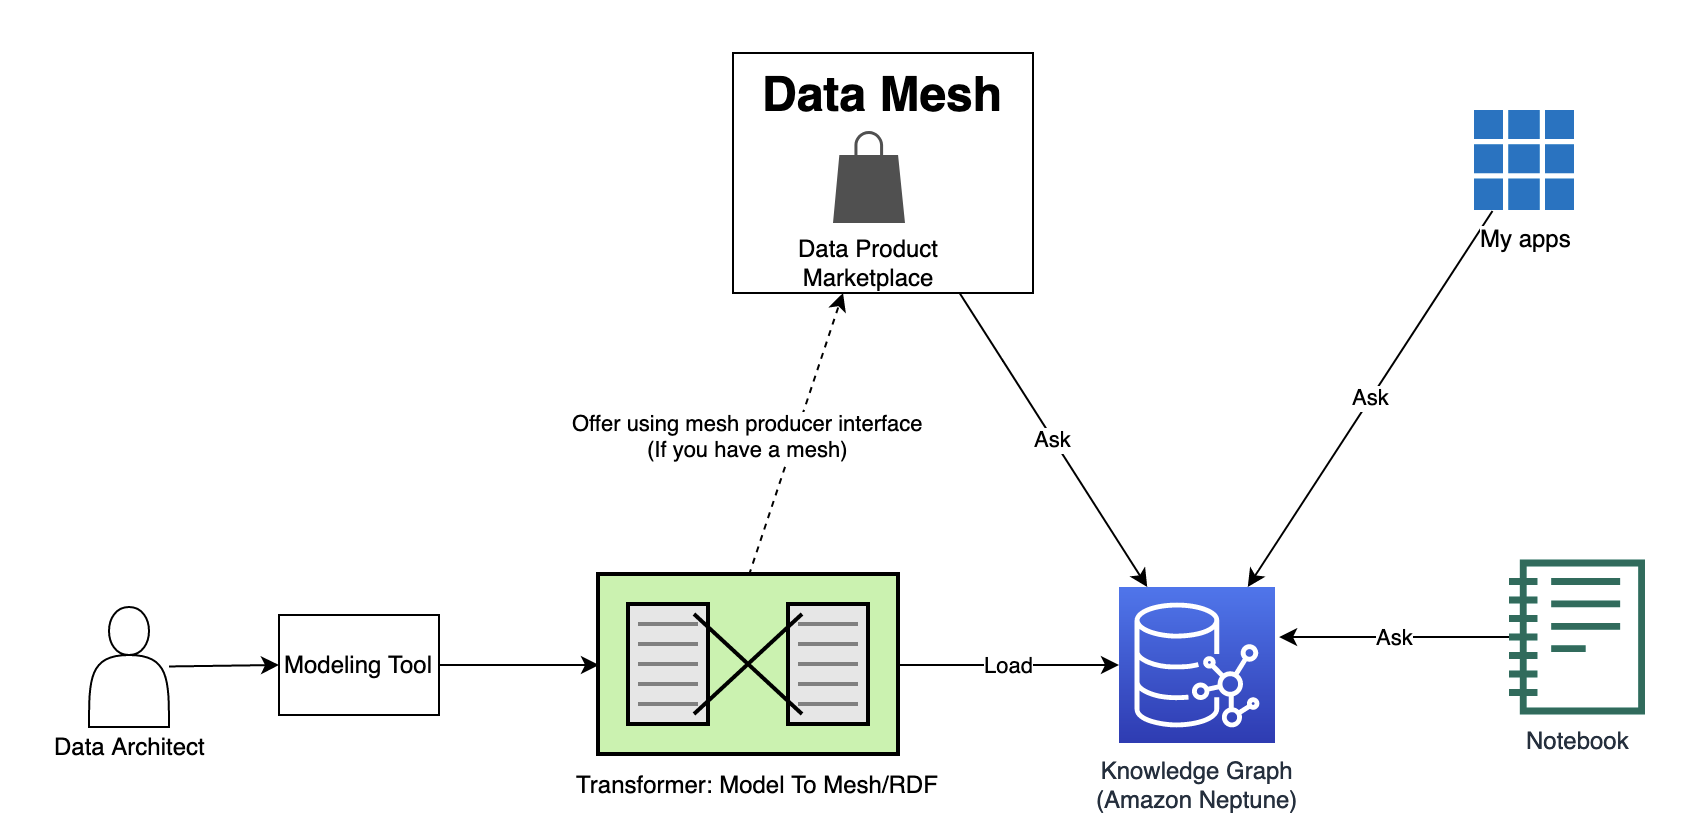 Data Mesh
Data Product
Marketplace
My apps
Ask
Offer using mesh producer interface
(If you have a mesh)
Ask
Ask
Modeling Tool
Load
Data Architect
Notebook
Transformer: Model To Mesh/RDF
Knowledge Graph
(Amazon Neptune)